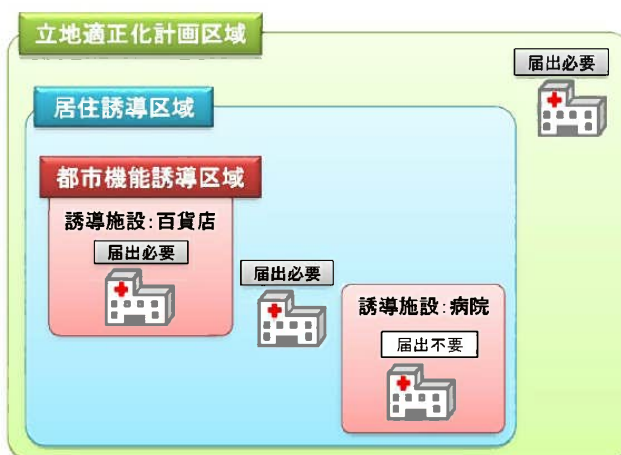 立地適正化計画区域
届出必要
居住誘導区域
都市機能誘導区域
誘導施設:百貨店
届出必要
届出必要
誘導施設:病院
届出不要